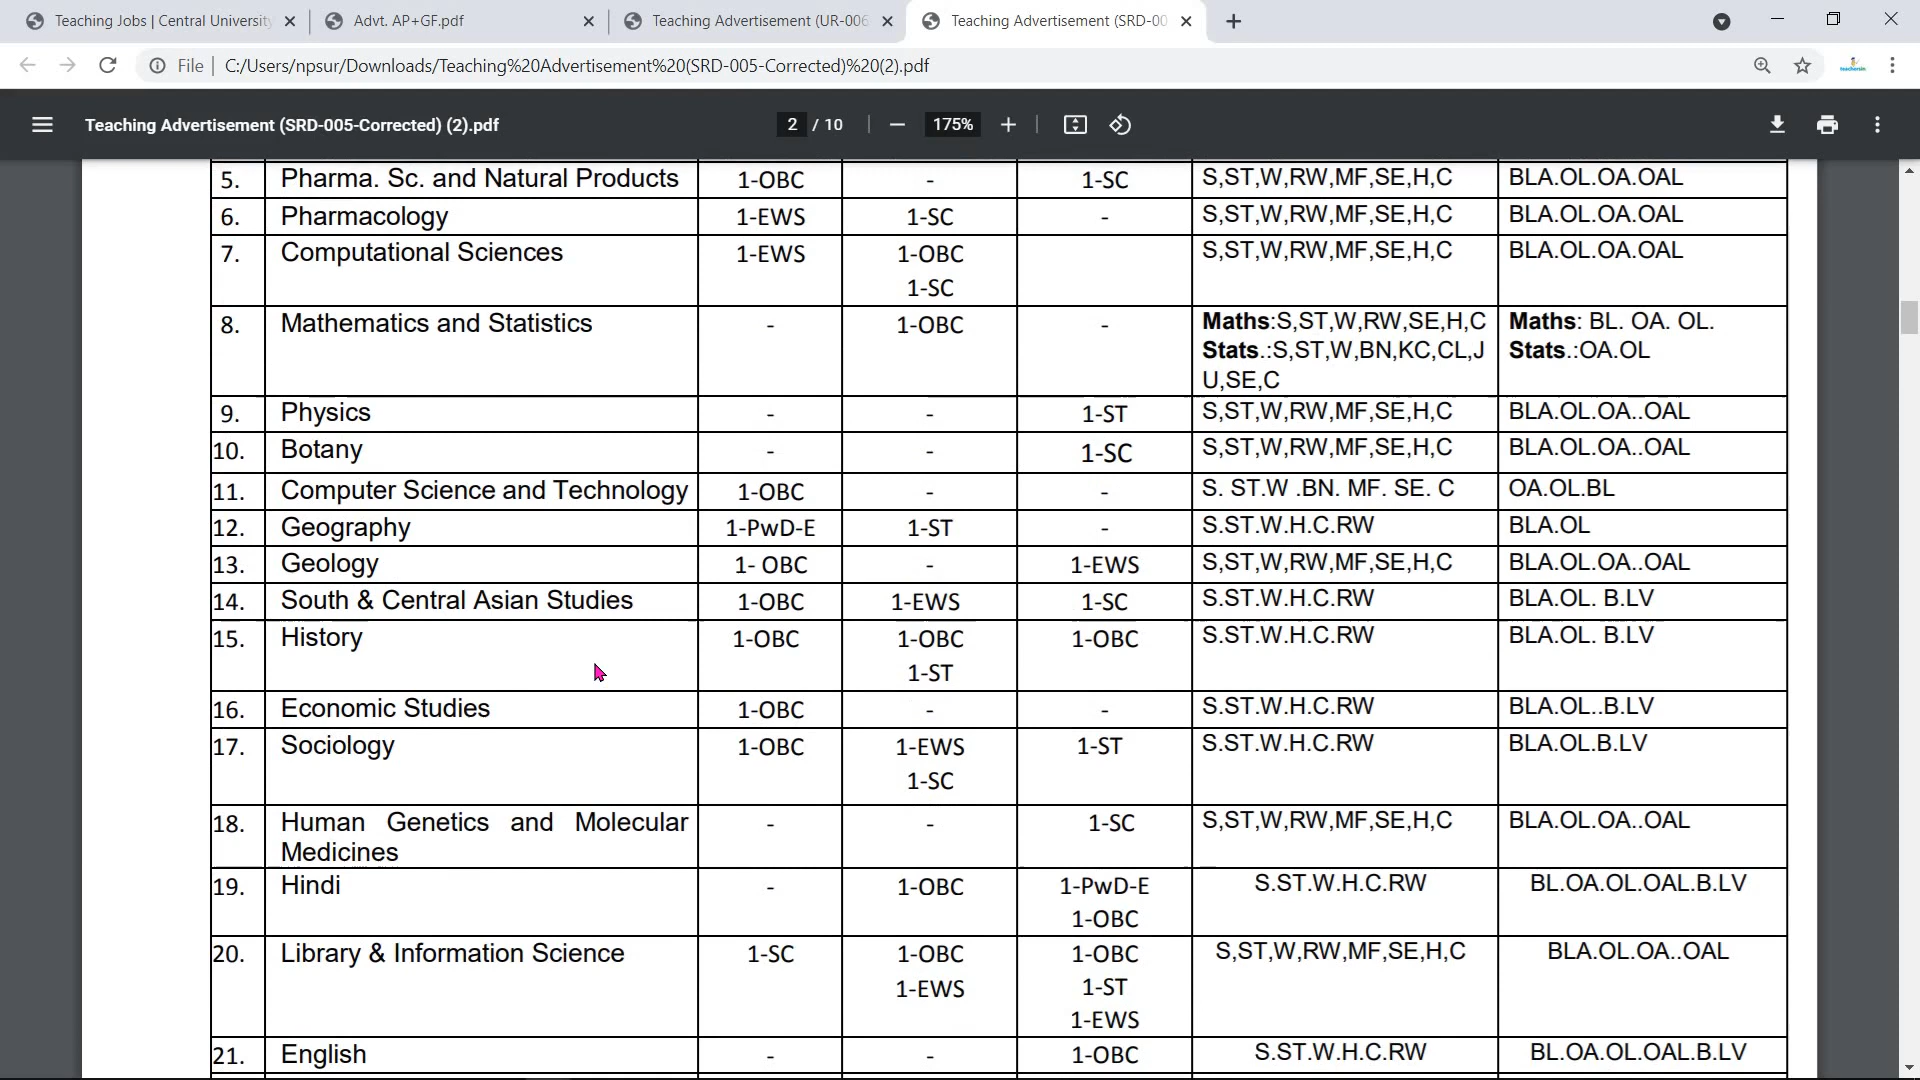 Teaching Jobs | Central University
Advt. AP+GF.pdf
Teaching Advertisement (UR-006
Teaching Advertisement (SRD-00
File
C:/Users/npsur/Downloads/Teaching%20Advertisement%20(SRD-005-Corrected)%20(2).pdf
Teaching Advertisement (SRD-005-Corrected) (2).pdf
2 / 10
175%
5. Pharma. Sc. and Natural Products 1-OBC - 1-SC S,ST,W,RW,MF,SE,H,C BLA.OL.OA.OAL
6. Pharmacology 1-EWS 1-SC - S,ST,W,RW,MF,SE,H,C BLA.OL.OA.OAL
7. Computational Sciences 1-EWS 1-OBC S,ST,W,RW,MF,SE,H,C BLA.OL.OA.OAL
1-SC
8. Mathematics and Statistics - 1-OBC - Maths:S,ST,W,RW,SE,H,C Maths: BL. OA. OL.
Stats.:S,ST,W,BN,KC,CL,J Stats.:OA.OL
U,SE,C
9. Physics - - 1-ST S,ST,W,RW,MF,SE,H,C BLA.OL.OA..OAL
10. Botany - - 1-SC S,ST,W,RW,MF,SE,H,C BLA.OL.OA..OAL
11. Computer Science and Technology 1-OBC - - S. ST.W .BN. MF. SE. C OA.OL.BL
12. Geography 1-PwD-E 1-ST - S.ST.W.H.C.RW BLA.OL
13. Geology 1- OBC - 1-EWS S,ST,W,RW,MF,SE,H,C BLA.OL.OA..OAL
14. South & Central Asian Studies 1-OBC 1-EWS 1-SC S.ST.W.H.C.RW BLA.OL. B.LV
15. History 1-OBC 1-OBC 1-OBC S.ST.W.H.C.RW BLA.OL. B.LV
1-ST
16. Economic Studies 1-OBC - - S.ST.W.H.C.RW BLA.OL..B.LV
17. Sociology 1-OBC 1-EWS 1-ST S.ST.W.H.C.RW BLA.OL.B.LV
1-SC
18. Human Genetics and Molecular - - 1-SC S,ST,W,RW,MF,SE,H,C BLA.OL.OA..OAL
Medicines
19. Hindi - 1-OBC 1-PwD-E S.ST.W.H.C.RW BL.OA.OL.OAL.B.LV
1-OBC
20. Library & Information Science 1-SC 1-OBC 1-OBC S,ST,W,RW,MF,SE,H,C BLA.OL.OA..OAL
1-EWS 1-ST
1-EWS
21. English - - 1-OBC S.ST.W.H.C.RW BL.OA.OL.OAL.B.LV